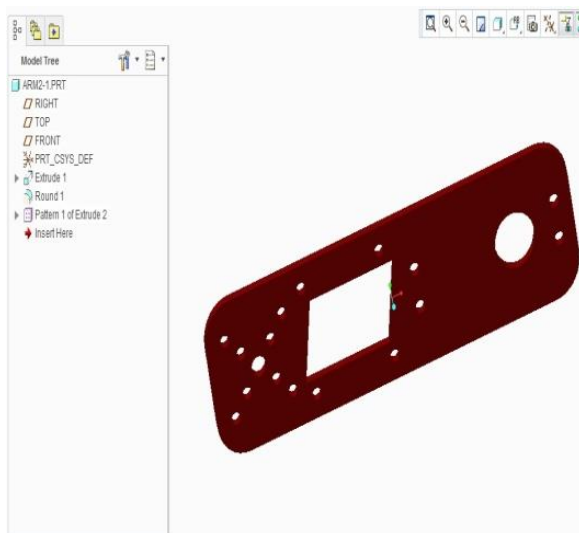 Model Tree
ARM2-1.PRT
RIGHT
TOP
FRONT
PRT_CSYS_DEF
Extrude 1
Round 1
Pattern 1 of Extrude 2
Insert Here